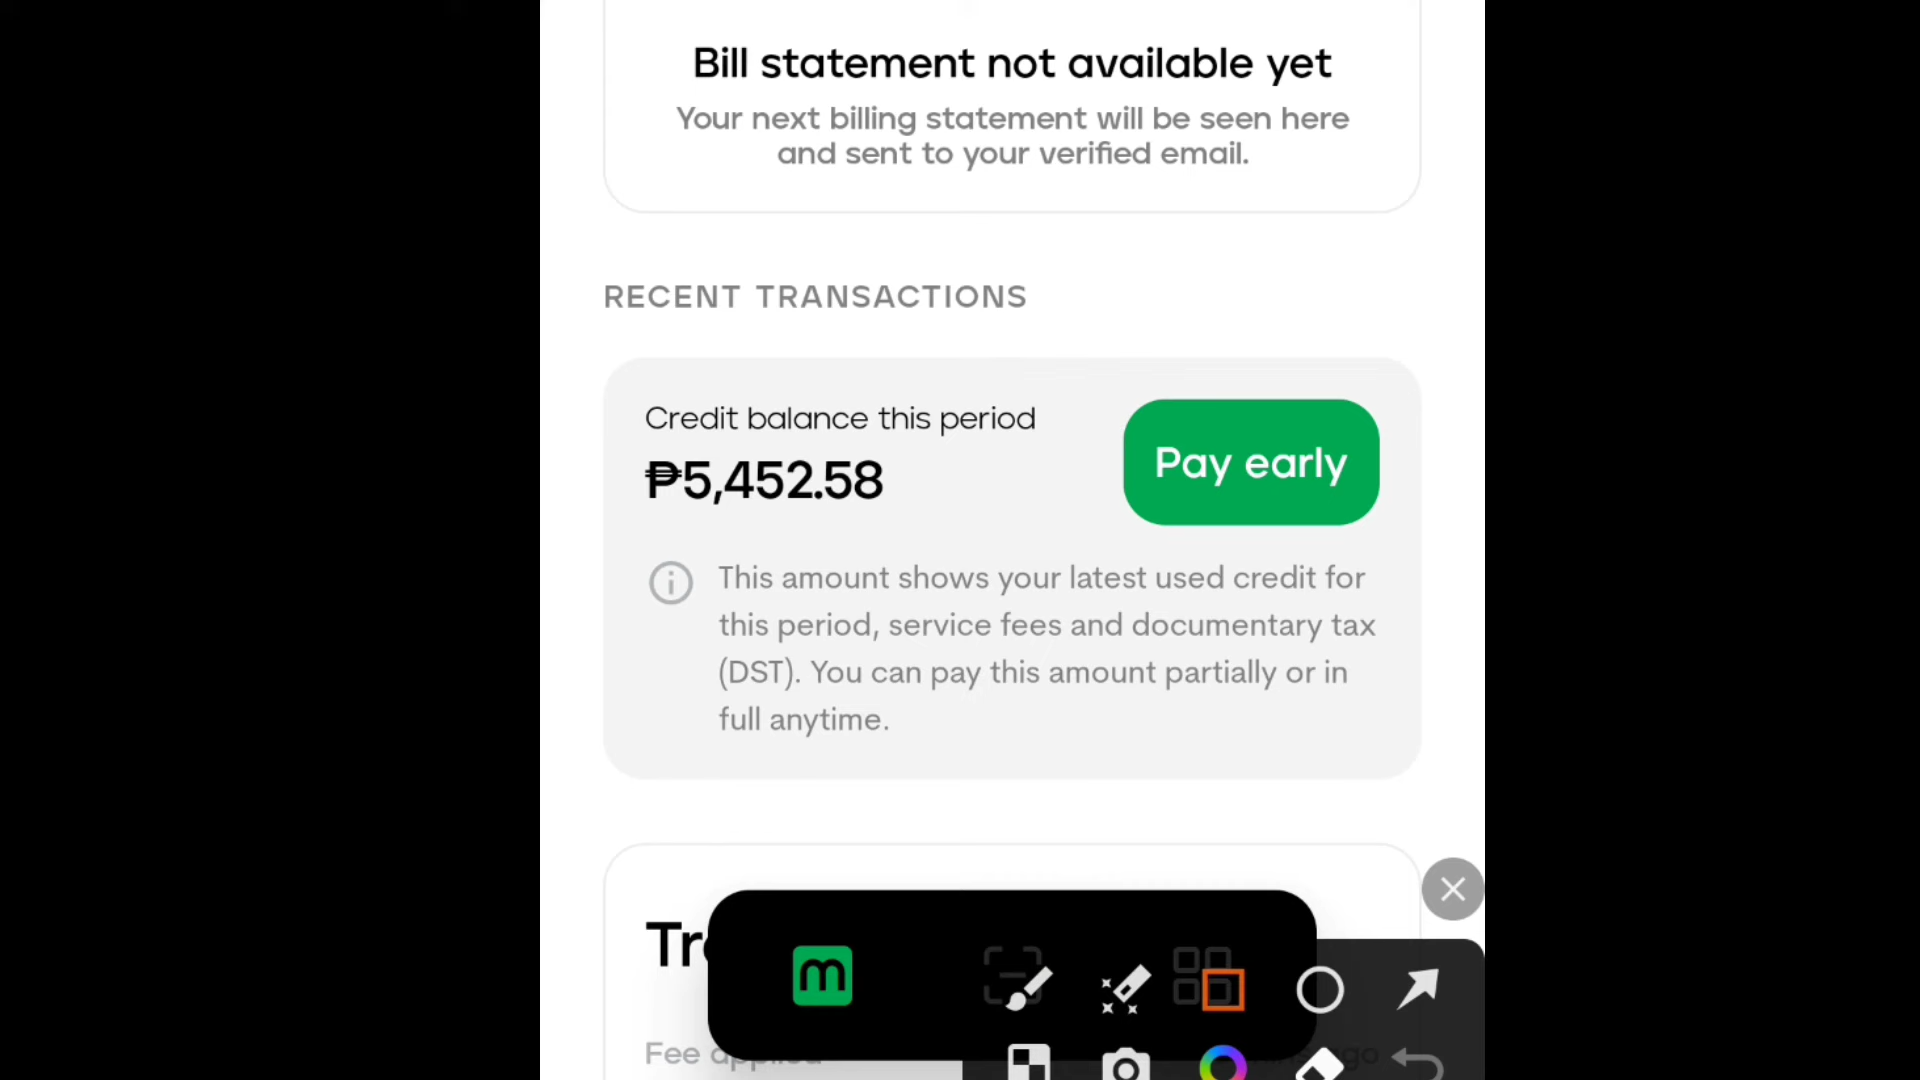 Bill statement not available yet
Your next billing statement will be seen here
and sent to your verified email.
RECENT TRANSACTIONS
Credit balance this period
₱5,452.58
Pay early
This amount shows your latest used credit for
this period, service fees and documentary tax
(DST). You can pay this amount partially or in
full anytime.
m
Fee applied
ago